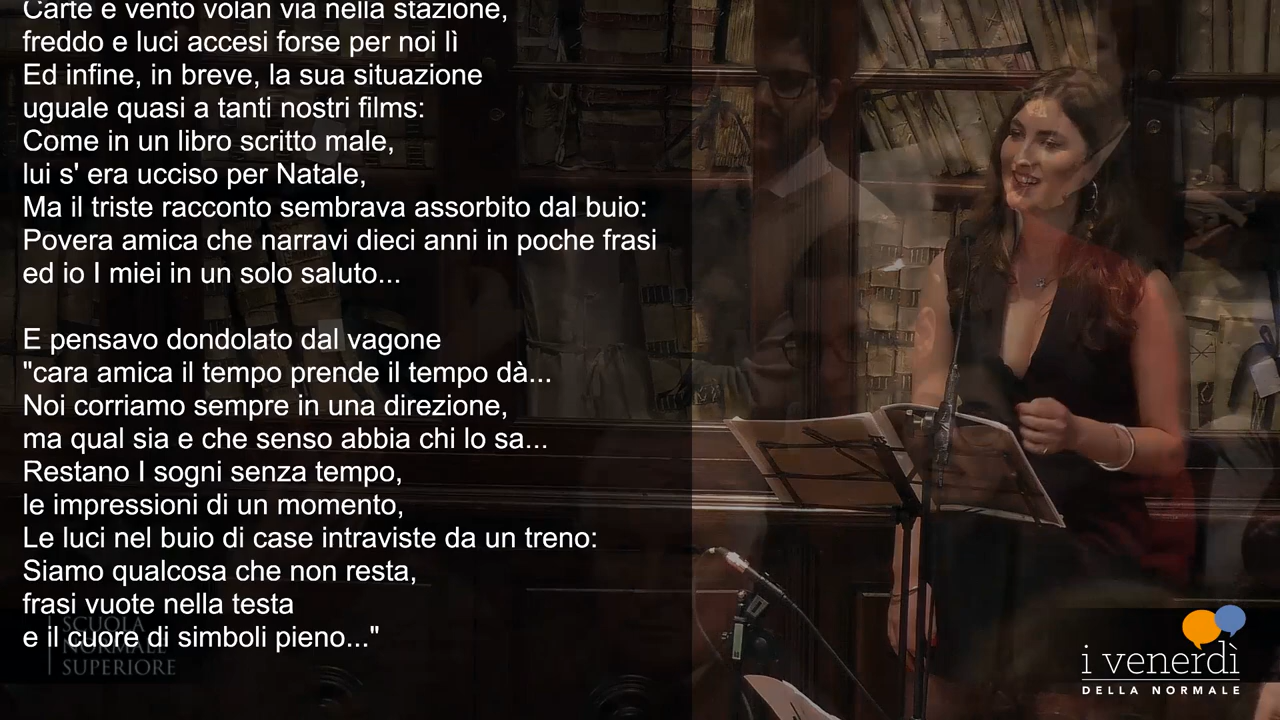 Carte e vento volan via nella stazione,
freddo e luci accesi forse per noi lì
Ed infine, in breve, la sua situazione
uguale quasi a tanti nostri films:
Come in un libro scritto male,
lui s' era ucciso per Natale,
Ma il triste racconto sembrava assorbito dal buio:
Povera amica che narravi dieci anni in poche frasi
ed io I miei in un solo saluto...

E pensavo dondolato dal vagone
"cara amica il tempo prende il tempo dà...
Noi corriamo sempre in una direzione,
ma qual sia e che senso abbia chi lo sa...
Restano I sogni senza tempo,
le impressioni di un momento,
Le luci nel buio di case intraviste da un treno:
Siamo qualcosa che non resta,
frasi vuote nella testa
e il cuore di simboli pieno..."
SCUOLA
NORMALE
SUPERIORE
i venerdì
DELLA NORMALE